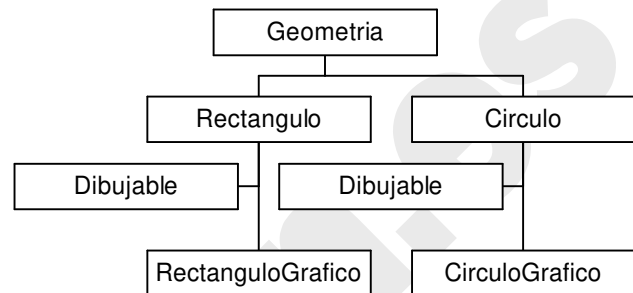 Geometria
Rectangulo
Circulo
Dibujable
Dibujable
RectanguloGrafico
CirculoGrafico